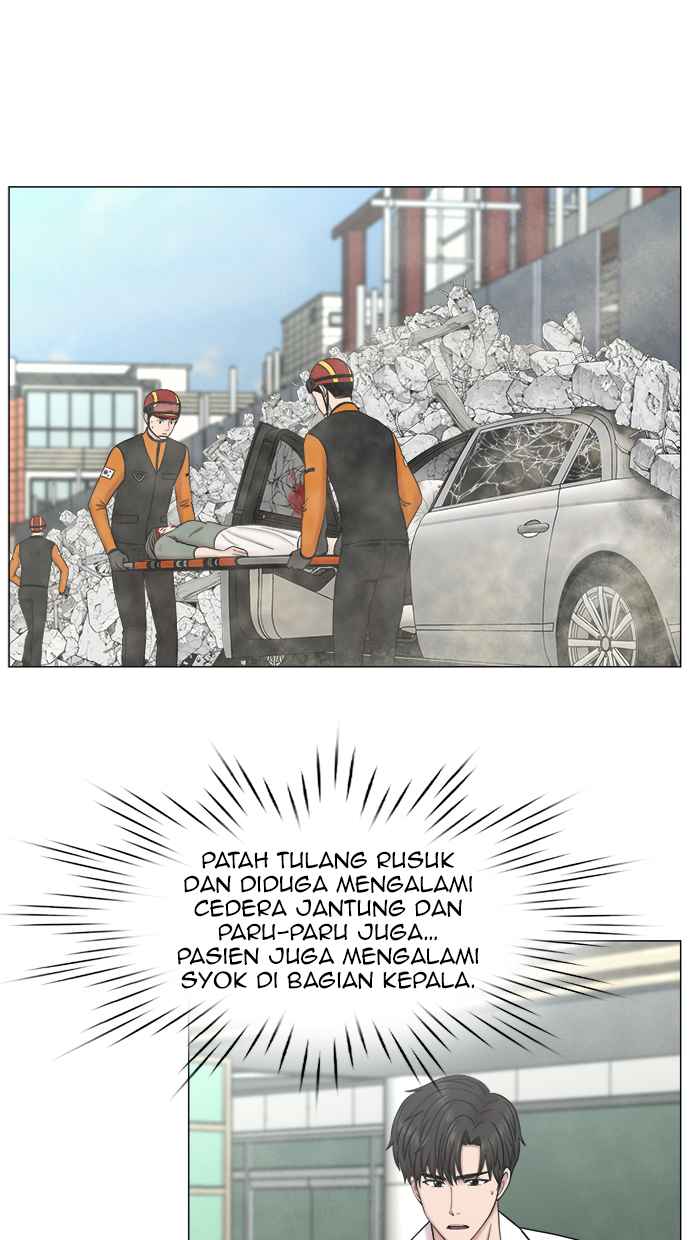 PATAH TULANG RUSUK
DAN DIDUGA MENGALAMI
CEDERA JANTUNG DAN
PARU-PARU JUGA...
PASIEN JUGA MENGALAMI
SYOK DI BAGIAN KEPALA.